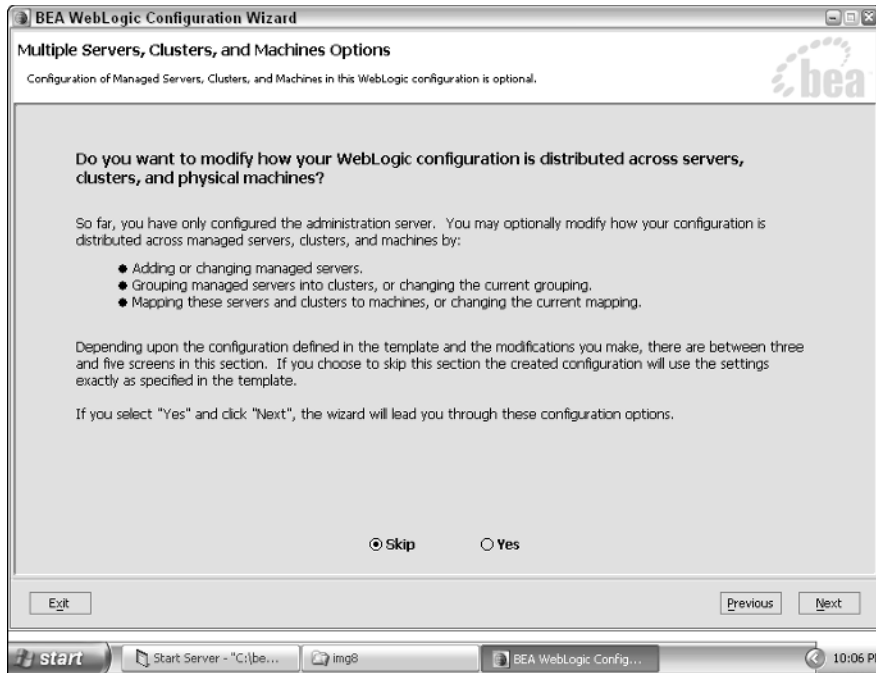 BEA WebLogic Configuration Wizard
Multiple Servers, Clusters, and Machines Options
Configuration of Managed Servers, Clusters, and Machines in this WebLogic configuration is optional.
bea
Do you want to modify how your WebLogic configuration is distributed across servers,
clusters, and physical machines?
So far, you have only configured the administration server. You may optionally modify how your configuration is
distributed across managed servers, clusters, and machines by:
● Adding or changing managed servers.
● Grouping managed servers into clusters, or changing the current grouping.
● Mapping these servers and clusters to machines, or changing the current mapping.
Depending upon the configuration defined in the template and the modifications you make, there are between three
and five screens in this section. If you choose to skip this section the created configuration will use the settings
exactly as specified in the template.
If you select "Yes" and click "Next", the wizard will lead you through these configuration options.
Skip Yes
Exit Previous Next
start Start Server - "C:\be... img8 BEA WebLogic Config... 10:06 P